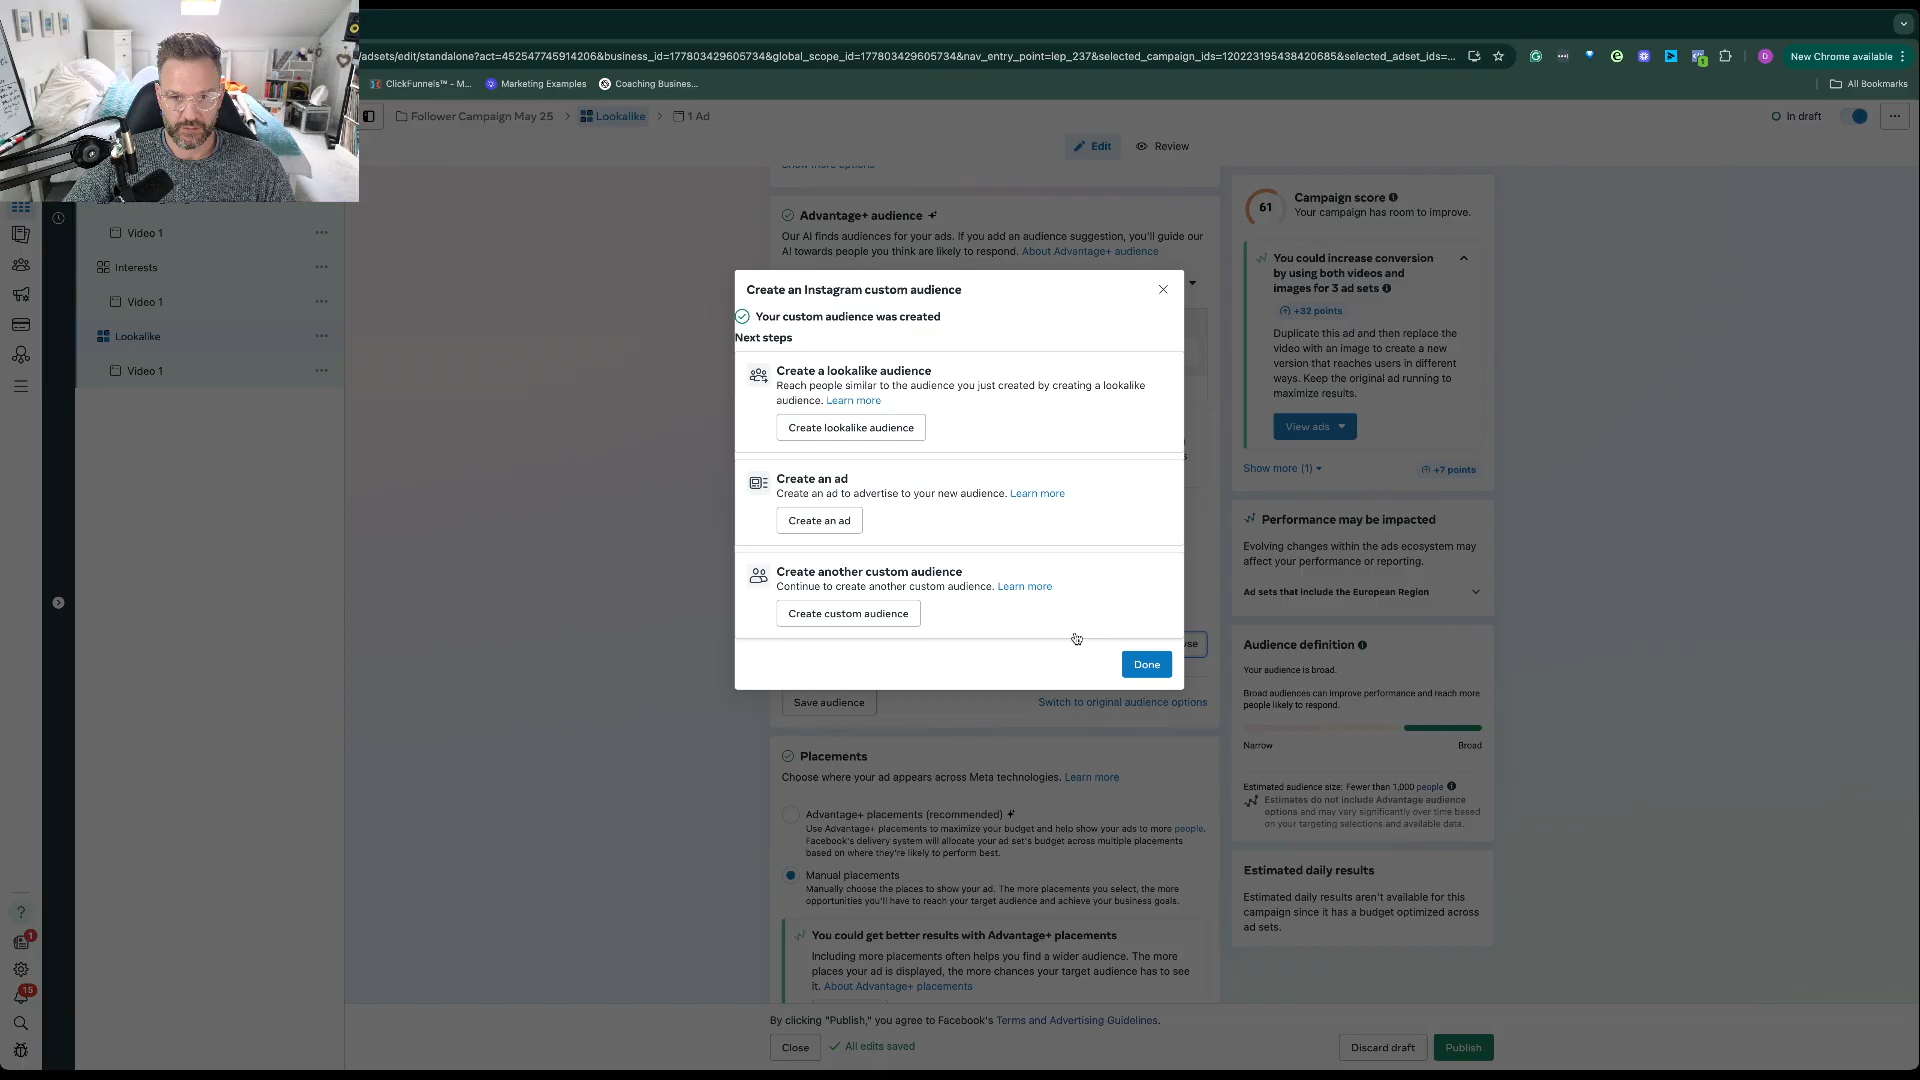 /adsets/edit/standalone?act=452547745914206&business_id=177803429605734&global_scope_id=177803429605734&nav_entry_point=lep_237&selected_campaign_ids=120223195438420685&selected_adset_ids=...
New Chrome available
ClickFunnels™ - M...
Marketing Examples
Coaching Busines...
All Bookmarks
Follower Campaign May 25
Lookalike
1 Ad
In draft
Edit
Review
Video 1
Interests
Video 1
Lookalike
Video 1
Show more options
Advantage+ audience
Our AI finds audiences for your ads. If you add an audience suggestion, you'll guide our
AI towards people you think are likely to respond. About Advantage+ audience
Create an Instagram custom audience
Your custom audience was created
Next steps
Create a lookalike audience
Reach people similar to the audience you just created by creating a lookalike
audience. Learn more
Create lookalike audience
Create an ad
Create an ad to advertise to your new audience. Learn more
Create an ad
Create another custom audience
Continue to create another custom audience. Learn more
Create custom audience
Done
Save audience
Switch to original audience options
Placements
Choose where your ad appears across Meta technologies. Learn more
Advantage+ placements (recommended)
Use Advantage+ placements to maximize your budget and help show your ads to more people.
Facebook's delivery system will allocate your ad set's budget across multiple placements
based on where they're likely to perform best.
Manual placements
Manually choose the places to show your ad. The more placements you select, the more
opportunities you'll have to reach your target audience and achieve your business goals.
You could get better results with Advantage+ placements
Including more placements often helps you find a wider audience. The more
places your ad is displayed, the more chances your target audience has to see
it. About Advantage+ placements
By clicking "Publish," you agree to Facebook's Terms and Advertising Guidelines.
Close
All edits saved
Discard draft
Publish
61
Campaign score
Your campaign has room to improve.
You could increase conversion
by using both videos and
images for 3 ad sets
+32 points
Duplicate this ad and then replace the
video with an image to create a new
version that reaches users in different
ways. Keep the original ad running to
maximize results.
View ads
Show more (1)
+7 points
Performance may be impacted
Evolving changes within the ads ecosystem may
affect your performance or reporting.
Ad sets that include the European Region
Audience definition
Your audience is broad.
Broad audiences can improve performance and reach more
people likely to respond.
Narrow
Broad
Estimated audience size: Fewer than 1,000 people
Estimates do not include Advantage audience
options and may vary significantly over time based
on your targeting selections and available data.
Estimated daily results
Estimated daily results aren't available for this
campaign since it has a budget optimized across
ad sets.
1
15